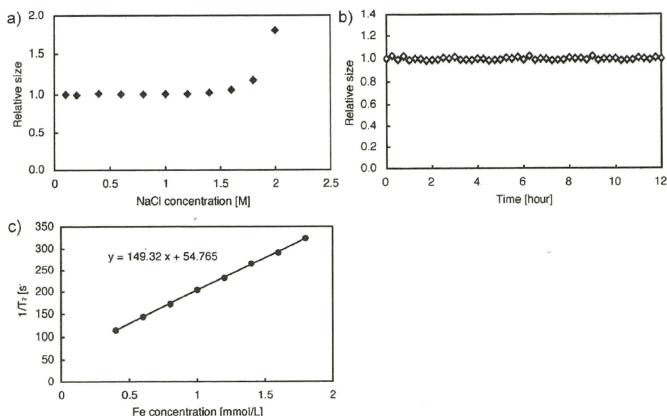 a)
2.0
1.5
1.0
0.5
0.0
Relative size
0
0.5
1
1.5
2
2.5
NaCl concentration [M]
b)
1.4
1.2
1.0
0.8
0.6
0.4
0.2
0.0
Relative size
0 2 4 6 8 10 12
Time [hour]
c)
350
300
250
200
150
100
50
0
1/T₂ [s
y = 149.32 x + 54.765
0 0.5 1 1.5 2
Fe concentration [mmol/L]